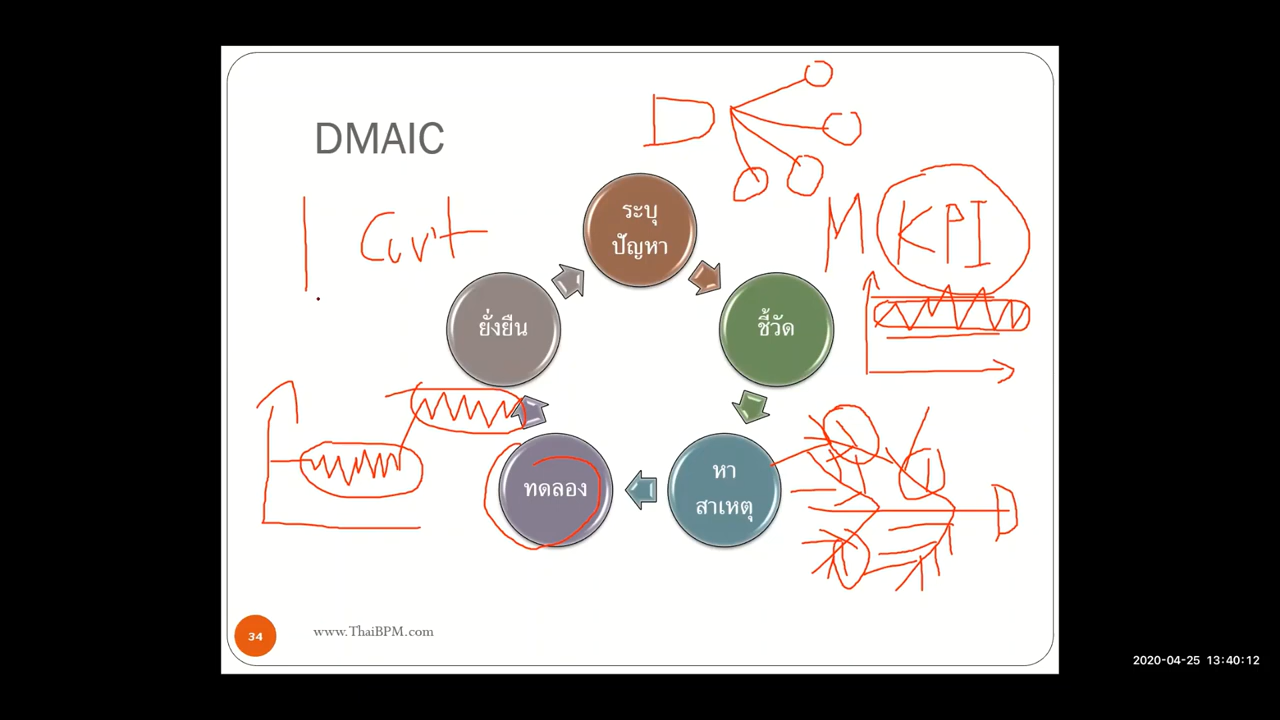 DMAIC
D
M KPI
ระบุ
ปัญหา
ยั่งยืน
ชี้วัด
ทดลอง
หา
สาเหตุ
D
34
www.ThaiBPM.com
2020-04-25 13:40:12